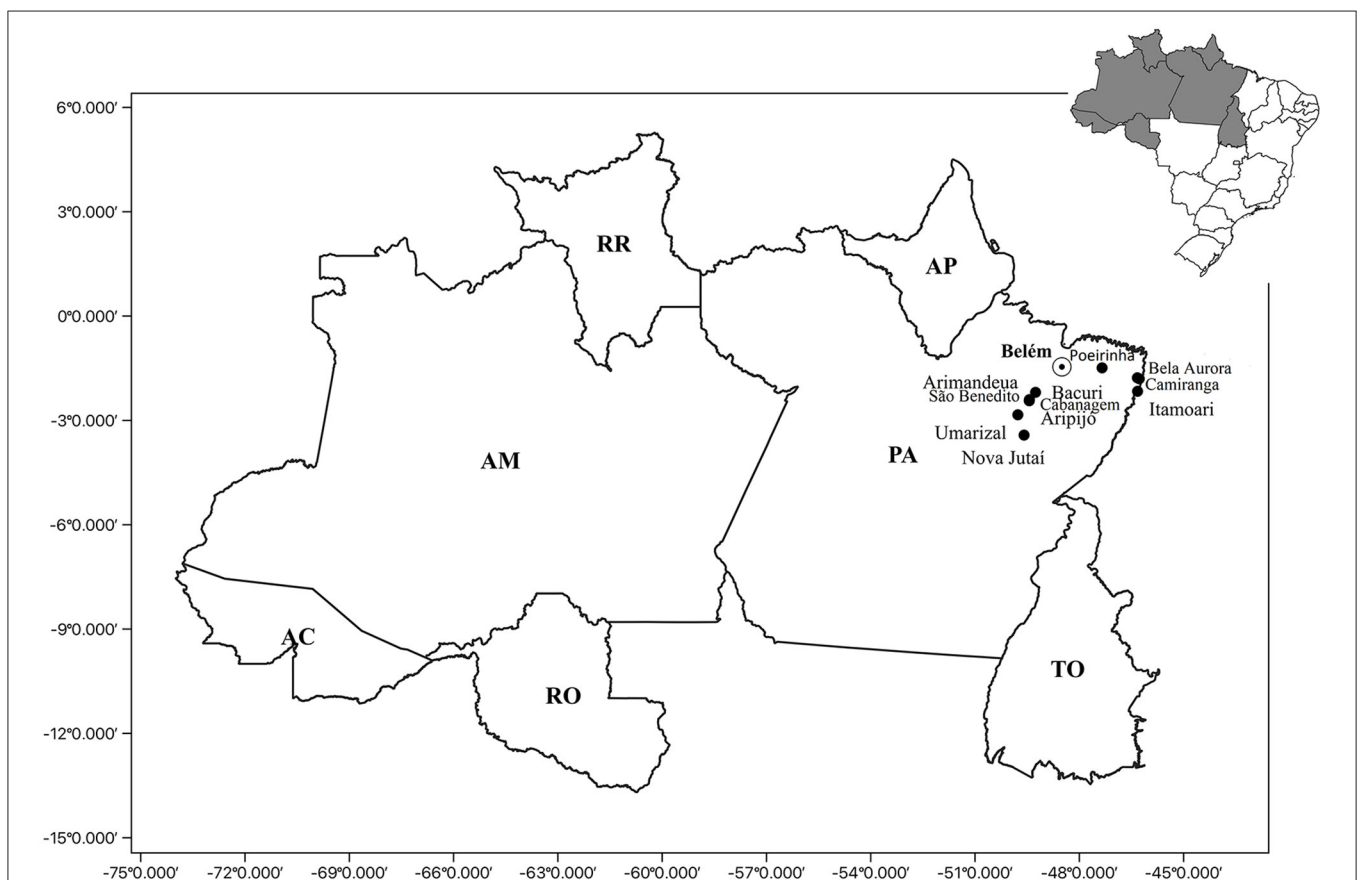 6°0.000′
3°0.000′
0°0.000′
-3°0.000′
-6°0.000′
-9°0.000′
-12°0.000′
-15°0.000′
RR
AP
Belém
Poeirinha
Bela Aurora
Arimandeua
Camiranga
São Benedito
Bacuri
Cabanagem
Itamoari
Aripijó
Umarizal
Nova Jutaí
PA
AM
AC
RO
TO
-75°0.000′ -72°0.000′ -69°0.000′ -66°0.000′ -63°0.000′ -60°0.000′ -57°0.000′ -54°0.000′ -51°0.000′ -48°0.000′ -45°0.000′